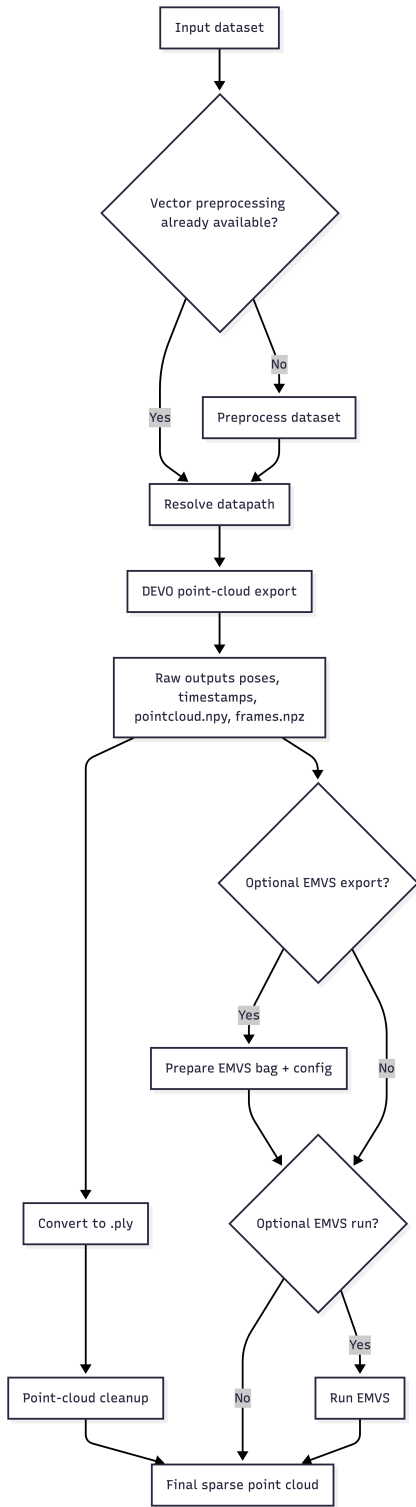 Input dataset
Vector preprocessing
already available?
No
Yes
Preprocess dataset
Resolve datapath
DEVO point-cloud export
Raw outputs poses,
timestamps,
pointcloud.npy, frames.npz
Optional EMVS export?
Yes
Prepare EMVS bag + config
No
Convert to .ply
Optional EMVS run?
Yes
Point-cloud cleanup
No
Run EMVS
Final sparse point cloud